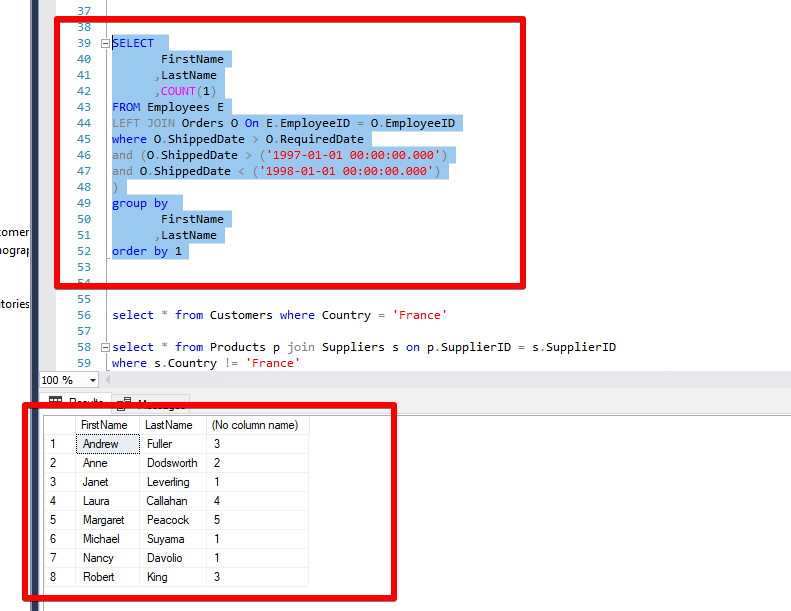 37
38
39 SELECT
40 FirstName
41 ,LastName
42 ,COUNT(1)
43 FROM Employees E
44 LEFT JOIN Orders O On E.EmployeeID = O.EmployeeID
45 where O.ShippedDate > O.RequiredDate
46 and (O.ShippedDate > ('1997-01-01 00:00:00.000')
47 and O.ShippedDate < ('1998-01-01 00:00:00.000')
48 )
49 group by
50 FirstName
51 ,LastName
52 order by 1
53
54
55
56 select * from Customers where Country = 'France'
57
58 select * from Products p join Suppliers s on p.SupplierID = s.SupplierID
59 where s.Country != 'France'
100 %
Results Messages
FirstName LastName (No column name)
1 Andrew Fuller 3
2 Anne Dodsworth 2
3 Janet Leverling 1
4 Laura Callahan 4
5 Margaret Peacock 5
6 Michael Suyama 1
7 Nancy Davolio 1
8 Robert King 3